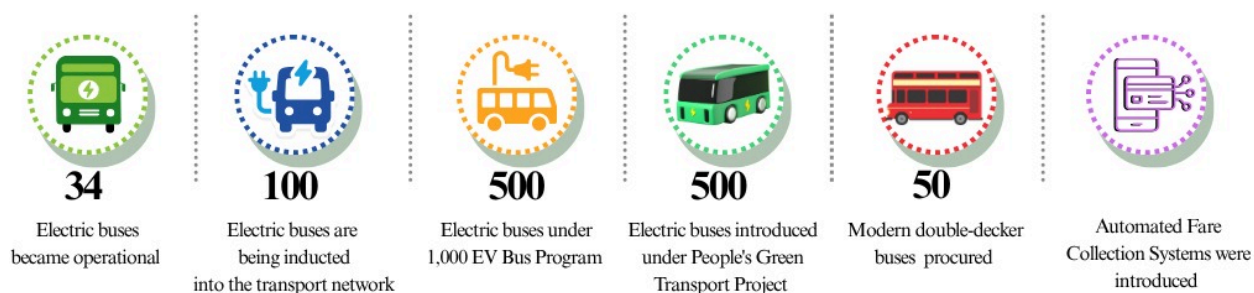 34
Electric buses
became operational
100
Electric buses are
being inducted
into the transport network
500
Electric buses under
1,000 EV Bus Program
500
Electric buses introduced
under People's Green
Transport Project
50
Modern double-decker
buses procured
Automated Fare
Collection Systems were
introduced